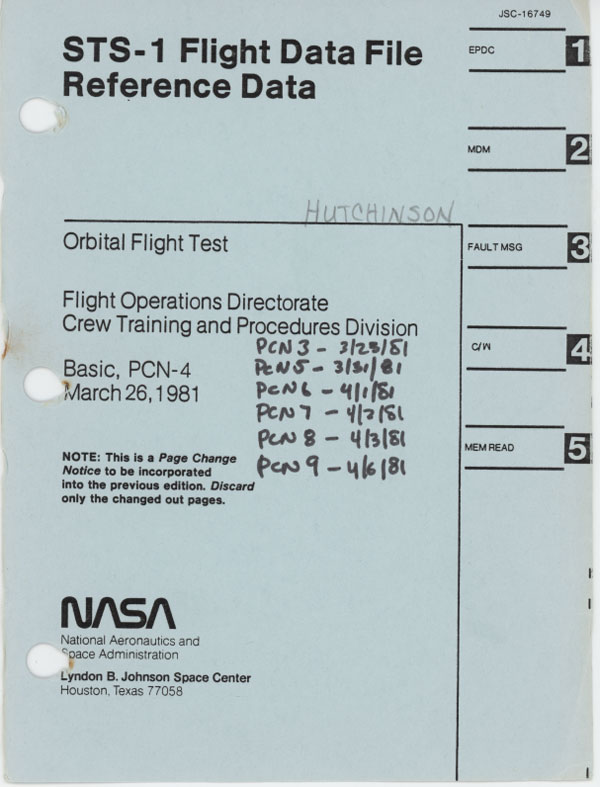 JSC-16749
STS-1 Flight Data File
Reference Data
HUTCHINSON
Orbital Flight Test
Flight Operations Directorate
Crew Training and Procedures Division
PCN 3 - 3/25/81
Basic, PCN-4
PCN 5 - 3/31/81
March 26, 1981
PCN 6 - 4/1/81
PCN 7 - 4/2/81
PCN 8 - 4/3/81
PCN 9 - 4/6/81
NOTE: This is a Page Change
Notice to be incorporated
into the previous edition. Discard
only the changed out pages.
NASA
National Aeronautics and
Space Administration
Lyndon B. Johnson Space Center
Houston, Texas 77058
EPDC 1
MDM 2
FAULT MSG 3
C/W 4
MEM READ 5